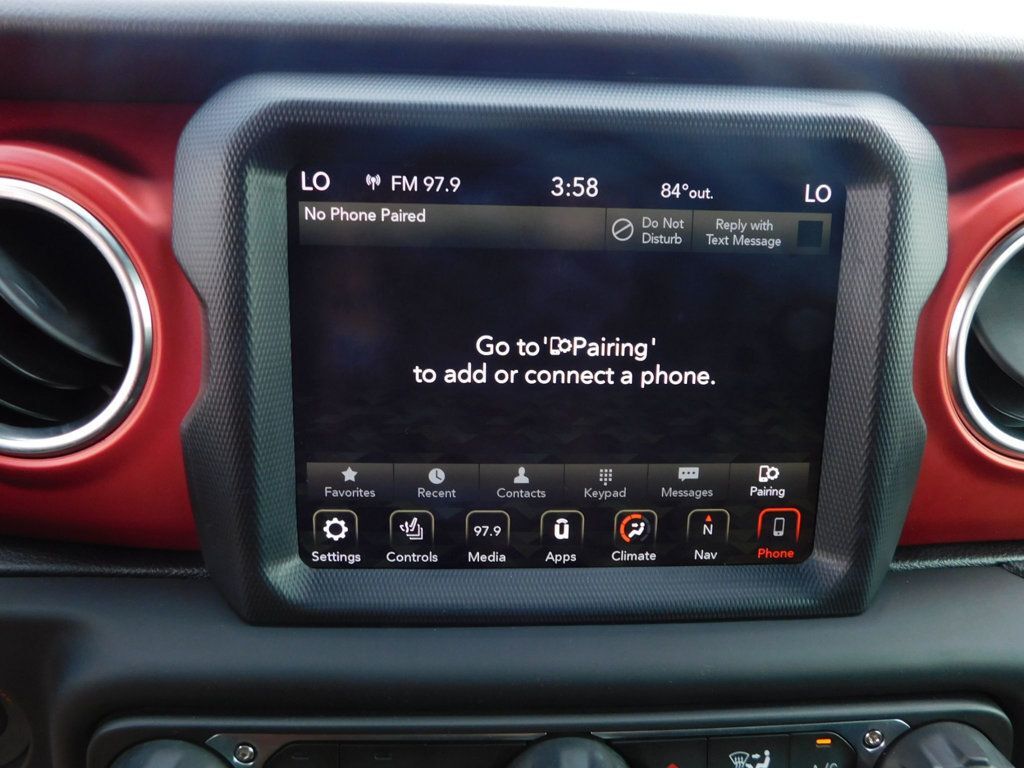 LO FM 97.9 3:58 84°out. LO
No Phone Paired
Do Not
Disturb
Reply with
Text Message
Go to 'Pairing'
to add or connect a phone.
Favorites Recent Contacts Keypad Messages Pairing
97.9 û N
Settings Controls Media Apps Climate Nav Phone
A/C